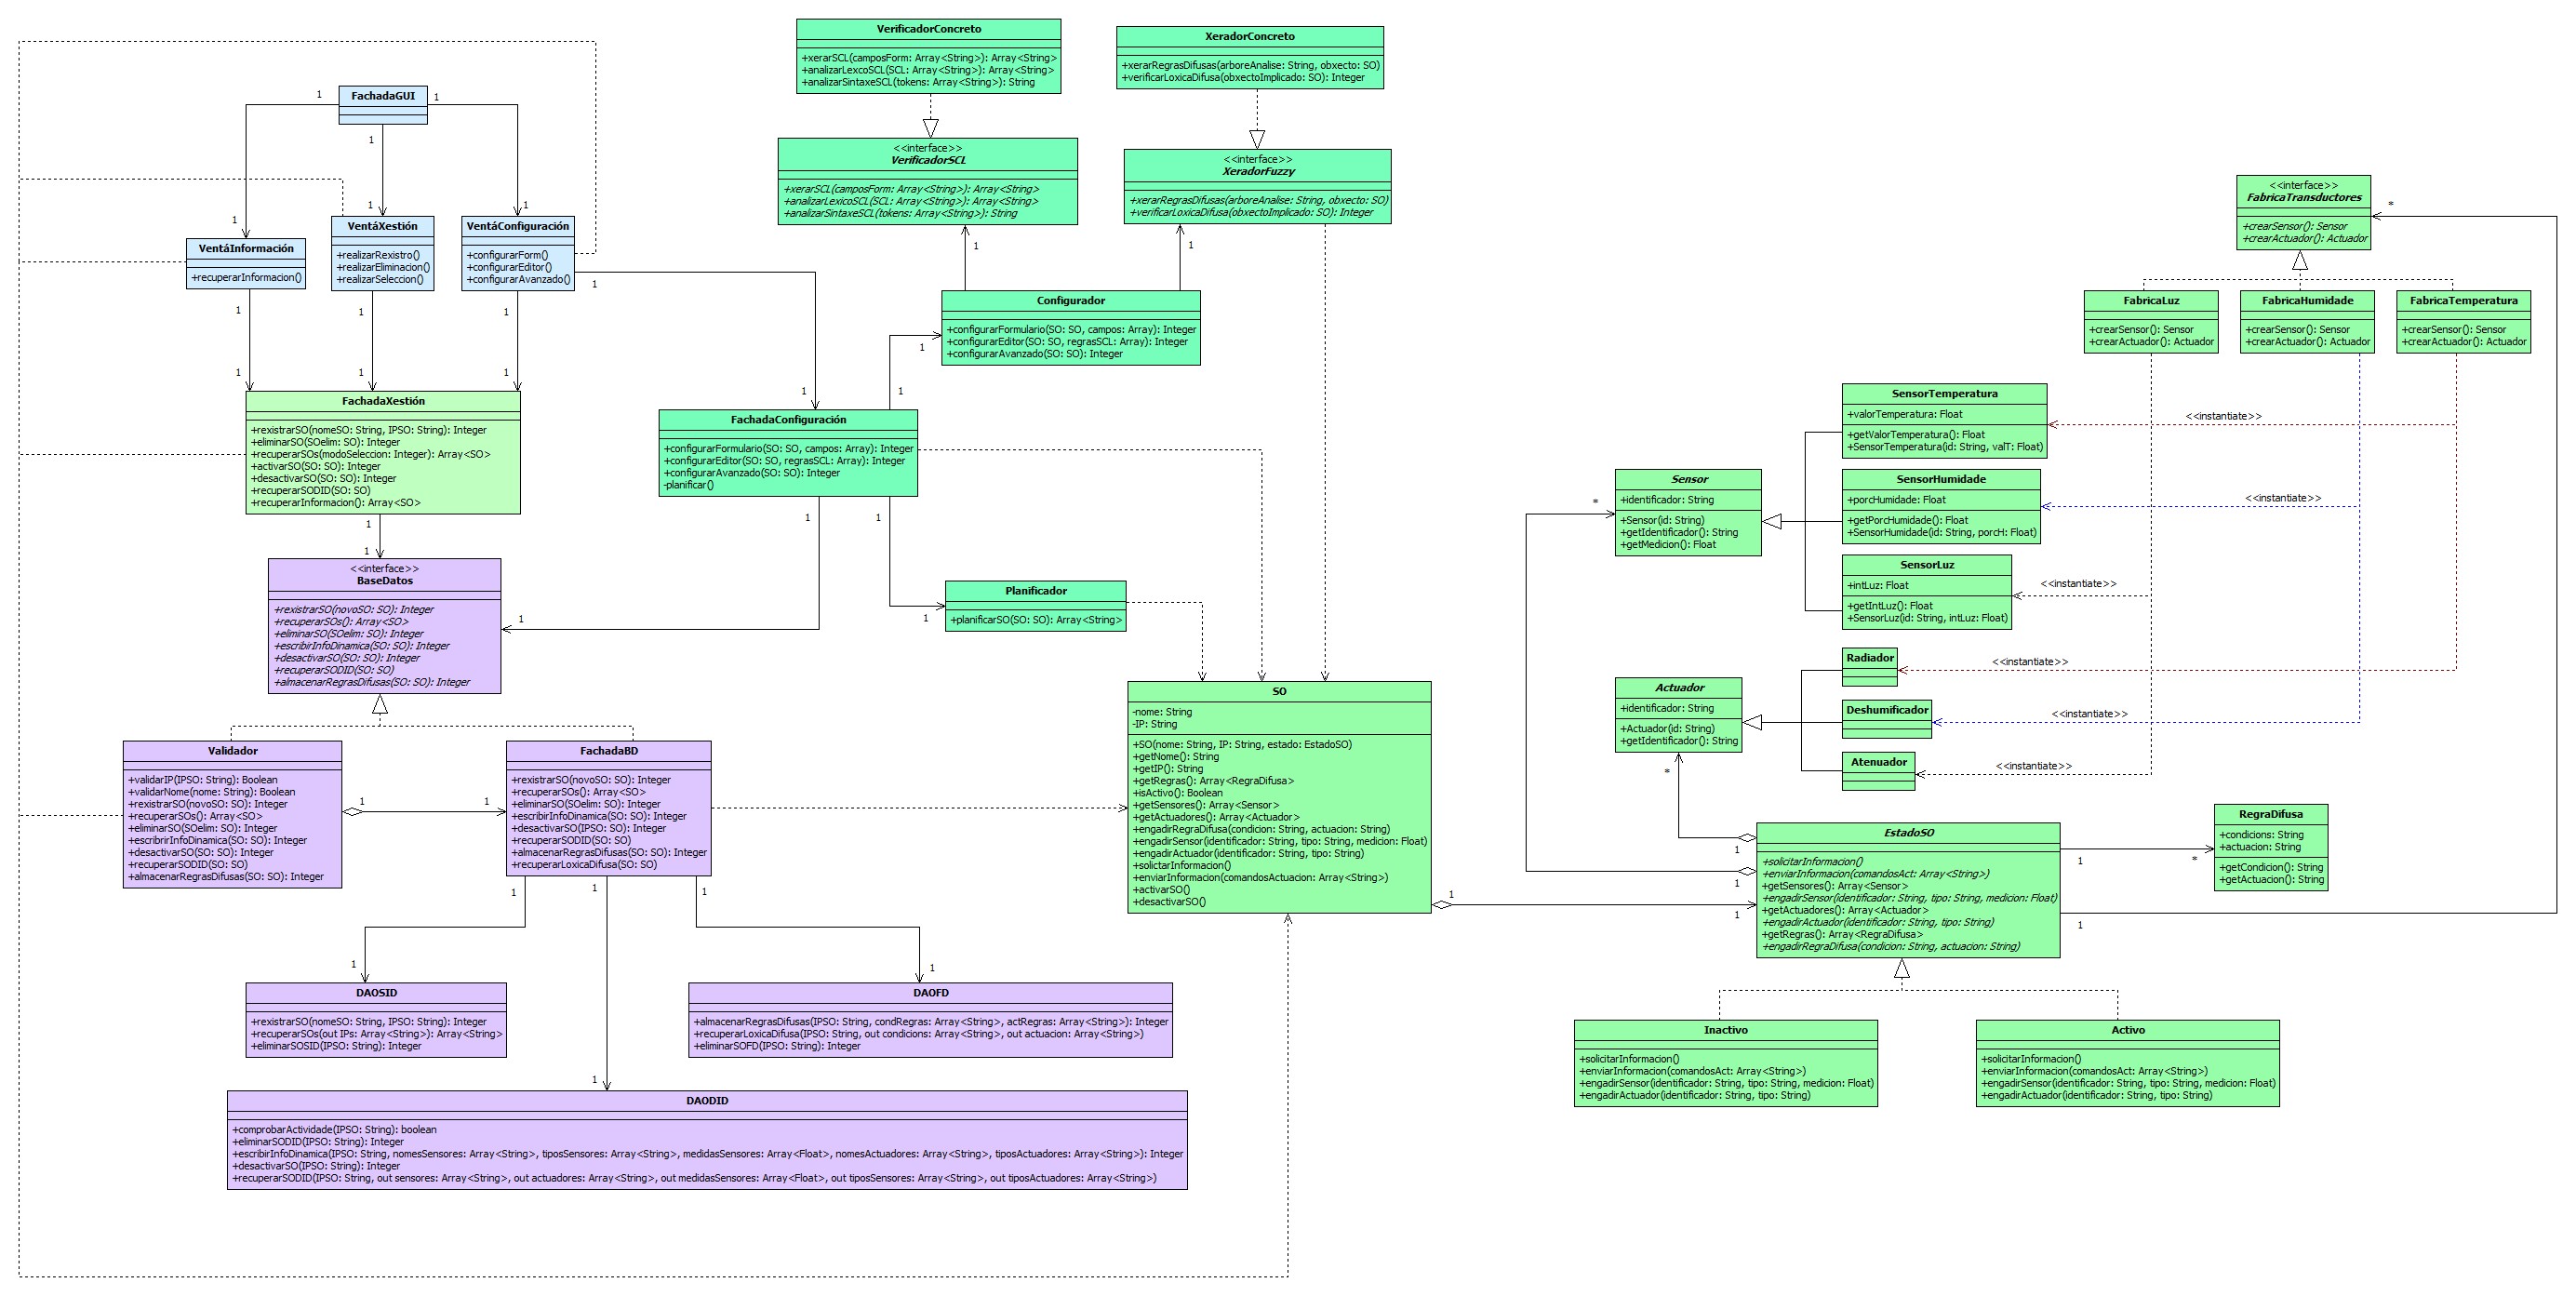 VerificadorConcreto
+xerarSCL(camposForm: Array<String>): Array<String>
+analizarLexcoSCL(SCL: Array<String>): Array<String>
+analizarSintaxeSCL(tokens: Array<String>): String
XeradorConcreto
+xerarRegrasDifusas(arboreAnalise: String, obxecto: SO)
+verificarLoxicaDifusa(obxectoImplicado: SO): Integer
FachadaGUI
1
1
1
<<interface>>
VerificadorSCL
+xerarSCL(camposForm: Array<String>): Array<String>
+analizarLexicoSCL(SCL: Array<String>): Array<String>
+analizarSintaxeSCL(tokens: Array<String>): String
<<interface>>
XeradorFuzzy
+xerarRegrasDifusas(arboreAnalise: String, obxecto: SO)
+verificarLoxicaDifusa(obxectoImplicado: SO): Integer
<<interface>>
FabricaTransductores
+crearSensor(): Sensor
+crearActuador(): Actuador
*
1
1
1
VentáInformación
+recuperarInformacion()
VentáXestión
+realizarRexistro()
+realizarEliminacion()
+realizarSeleccion()
VentáConfiguración
+configurarForm()
+configurarEditor()
+configurarAvanzado()
1
1
1
1
1
1
Configurador
+configurarFormulario(SO: SO, campos: Array): Integer
+configurarEditor(SO: SO, regrasSCL: Array): Integer
+configurarAvanzado(SO: SO): Integer
FabricaLuz
+crearSensor(): Sensor
+crearActuador(): Actuador
FabricaHumidade
+crearSensor(): Sensor
+crearActuador(): Actuador
FabricaTemperatura
+crearSensor(): Sensor
+crearActuador(): Actuador
1
1
1
1
1
1
FachadaXestión
+rexistrarSO(nomeSO: String, IPSO: String): Integer
+eliminarSO(SOelim: SO): Integer
+recuperarSOs(modoSeleccion: Integer): Array<SO>
+activarSO(SO: SO): Integer
+desactivarSO(SO: SO): Integer
+recuperarSODID(SO: SO)
+recuperarInformacion(): Array<SO>
FachadaConfiguración
+configurarFormulario(SO: SO, campos: Array): Integer
+configurarEditor(SO: SO, regrasSCL: Array): Integer
+configurarAvanzado(SO: SO): Integer
-planificar()
SensorTemperatura
+valorTemperatura: Float
+getValorTemperatura(): Float
+SensorTemperatura(id: String, valT: Float)
<<instantiate>>
Sensor
+identificador: String
+Sensor(id: String)
+getIdentificador(): String
+getMedicion(): Float
*
SensorHumidade
+porcHumidade: Float
+getPorcHumidade(): Float
+SensorHumidade(id: String, porcH: Float)
<<instantiate>>
1
1
1
1
SensorLuz
+intLuz: Float
+getIntLuz(): Float
+SensorLuz(id: String, intLuz: Float)
<<instantiate>>
<<interface>>
BaseDatos
+rexistrarSO(novoSO: SO): Integer
+recuperarSOs(): Array<SO>
+eliminarSO(SOelim: SO): Integer
+escribirInfoDinamica(SO: SO): Integer
+desactivarSO(SO: SO): Integer
+recuperarSODID(SO: SO)
+almacenarRegrasDifusas(SO: SO): Integer
1
1
Planificador
+planificarSO(SO: SO): Array<String>
Radiador
<<instantiate>>
Actuador
+identificador: String
+Actuador(id: String)
+getIdentificador(): String
*
Deshumificador
<<instantiate>>
Atenuador
<<instantiate>>
SO
-nome: String
-IP: String
+SO(nome: String, IP: String, estado: EstadoSO)
+getNome(): String
+getIP(): String
+getRegras(): Array<RegraDifusa>
+isActivo(): Boolean
+getSensores(): Array<Sensor>
+getActuadores(): Array<Actuador>
+engadirRegraDifusa(condicion: String, actuacion: String)
+engadirSensor(identificador: String, tipo: String, medicion: Float)
+engadirActuador(identificador: String, tipo: String)
+solictarInformacion()
+enviarInformacion(comandosActuacion: Array<String>)
+activarSO()
+desactivarSO()
Validador
+validarIP(IPSO: String): Boolean
+validarNome(nome: String): Boolean
+rexistrarSO(novoSO: SO): Integer
+recuperarSOs(): Array<SO>
+eliminarSO(SOelim: SO): Integer
+escribrirInfoDinamica(SO: SO): Integer
+desactivarSO(SO: SO): Integer
+recuperarSODID(SO: SO)
+almacenarRegrasDifusas(SO: SO): Integer
1
1
FachadaBD
+rexistrarSO(novoSO: SO): Integer
+recuperarSOs(): Array<SO>
+eliminarSO(SOelim: SO): Integer
+escribirInfoDinamica(SO: SO): Integer
+desactivarSO(IPSO: SO): Integer
+recuperarSODID(SO: SO)
+almacenarRegrasDifusas(SO: SO): Integer
+recuperarLoxicaDifusa(SO: SO)
1
1
1
EstadoSO
+solicitarInformacion()
+enviarInformacion(comandosAct: Array<String>)
+getSensores(): Array<Sensor>
+engadirSensor(identificador: String, tipo: String, medicion: Float)
+getActuadores(): Array<Actuador>
+engadirActuador(identificador: String, tipo: String)
+getRegras(): Array<RegraDifusa>
+engadirRegraDifusa(condicion: String, actuacion: String)
1
1
1
1
1
*
1
RegraDifusa
+condicions: String
+actuacion: String
+getCondicion(): String
+getActuacion(): String
1
1
DAOSID
+rexistrarSO(nomeSO: String, IPSO: String): Integer
+recuperarSOs(out IPs: Array<String>): Array<String>
+eliminarSOSID(IPSO: String): Integer
DAOFD
+almacenarRegrasDifusas(IPSO: String, condRegras: Array<String>, actRegras: Array<String>): Integer
+recuperarLoxicaDifusa(IPSO: String, out condicions: Array<String>, out actuacion: Array<String>)
+eliminarSOFD(IPSO: String): Integer
Inactivo
+solicitarInformacion()
+enviarInformacion(comandosAct: Array<String>)
+engadirSensor(identificador: String, tipo: String, medicion: Float)
+engadirActuador(identificador: String, tipo: String)
Activo
+solicitarInformacion()
+enviarInformacion(comandosAct: Array<String>)
+engadirSensor(identificador: String, tipo: String, medicion: Float)
+engadirActuador(identificador: String, tipo: String)
1
DAODID
+comprobarActividade(IPSO: String): boolean
+eliminarSODID(IPSO: String): Integer
+escribirInfoDinamica(IPSO: String, nomesSensores: Array<String>, tiposSensores: Array<String>, medidasSensores: Array<Float>, nomesActuadores: Array<String>, tiposActuadores: Array<String>): Integer
+desactivarSO(IPSO: String): Integer
+recuperarSODID(IPSO: String, out sensores: Array<String>, out actuadores: Array<String>, out medidasSensores: Array<Float>, out tiposSensores: Array<String>, out tiposActuadores: Array<String>)